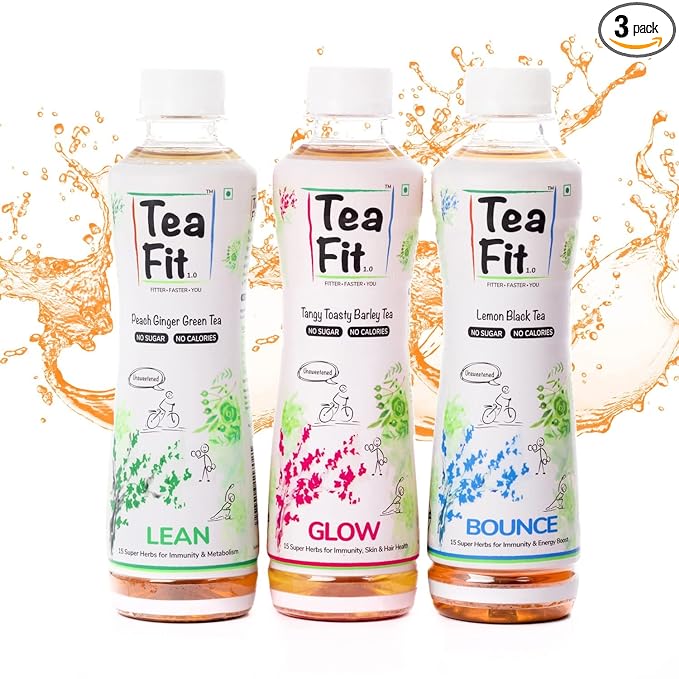 3 pack
Tea
Fit 1.0
TM
FITTER • FASTER • YOU
Peach Ginger Green Tea
NO SUGAR NO CALORIES
Unsweetened
LEAN
15 Super Herbs for Immunity & Metabolism
Tea
Fit 1.0
TM
FITTER • FASTER • YOU
Tangy Toasty Barley Tea
NO SUGAR NO CALORIES
Unsweetened
GLOW
15 Super Herbs for Immunity, Skin & Hair Health
Tea
Fit 1.0
TM
FITTER • FASTER • YOU
Lemon Black Tea
NO SUGAR NO CALORIES
Unsweetened
BOUNCE
15 Super Herbs for Immunity & Energy Boost